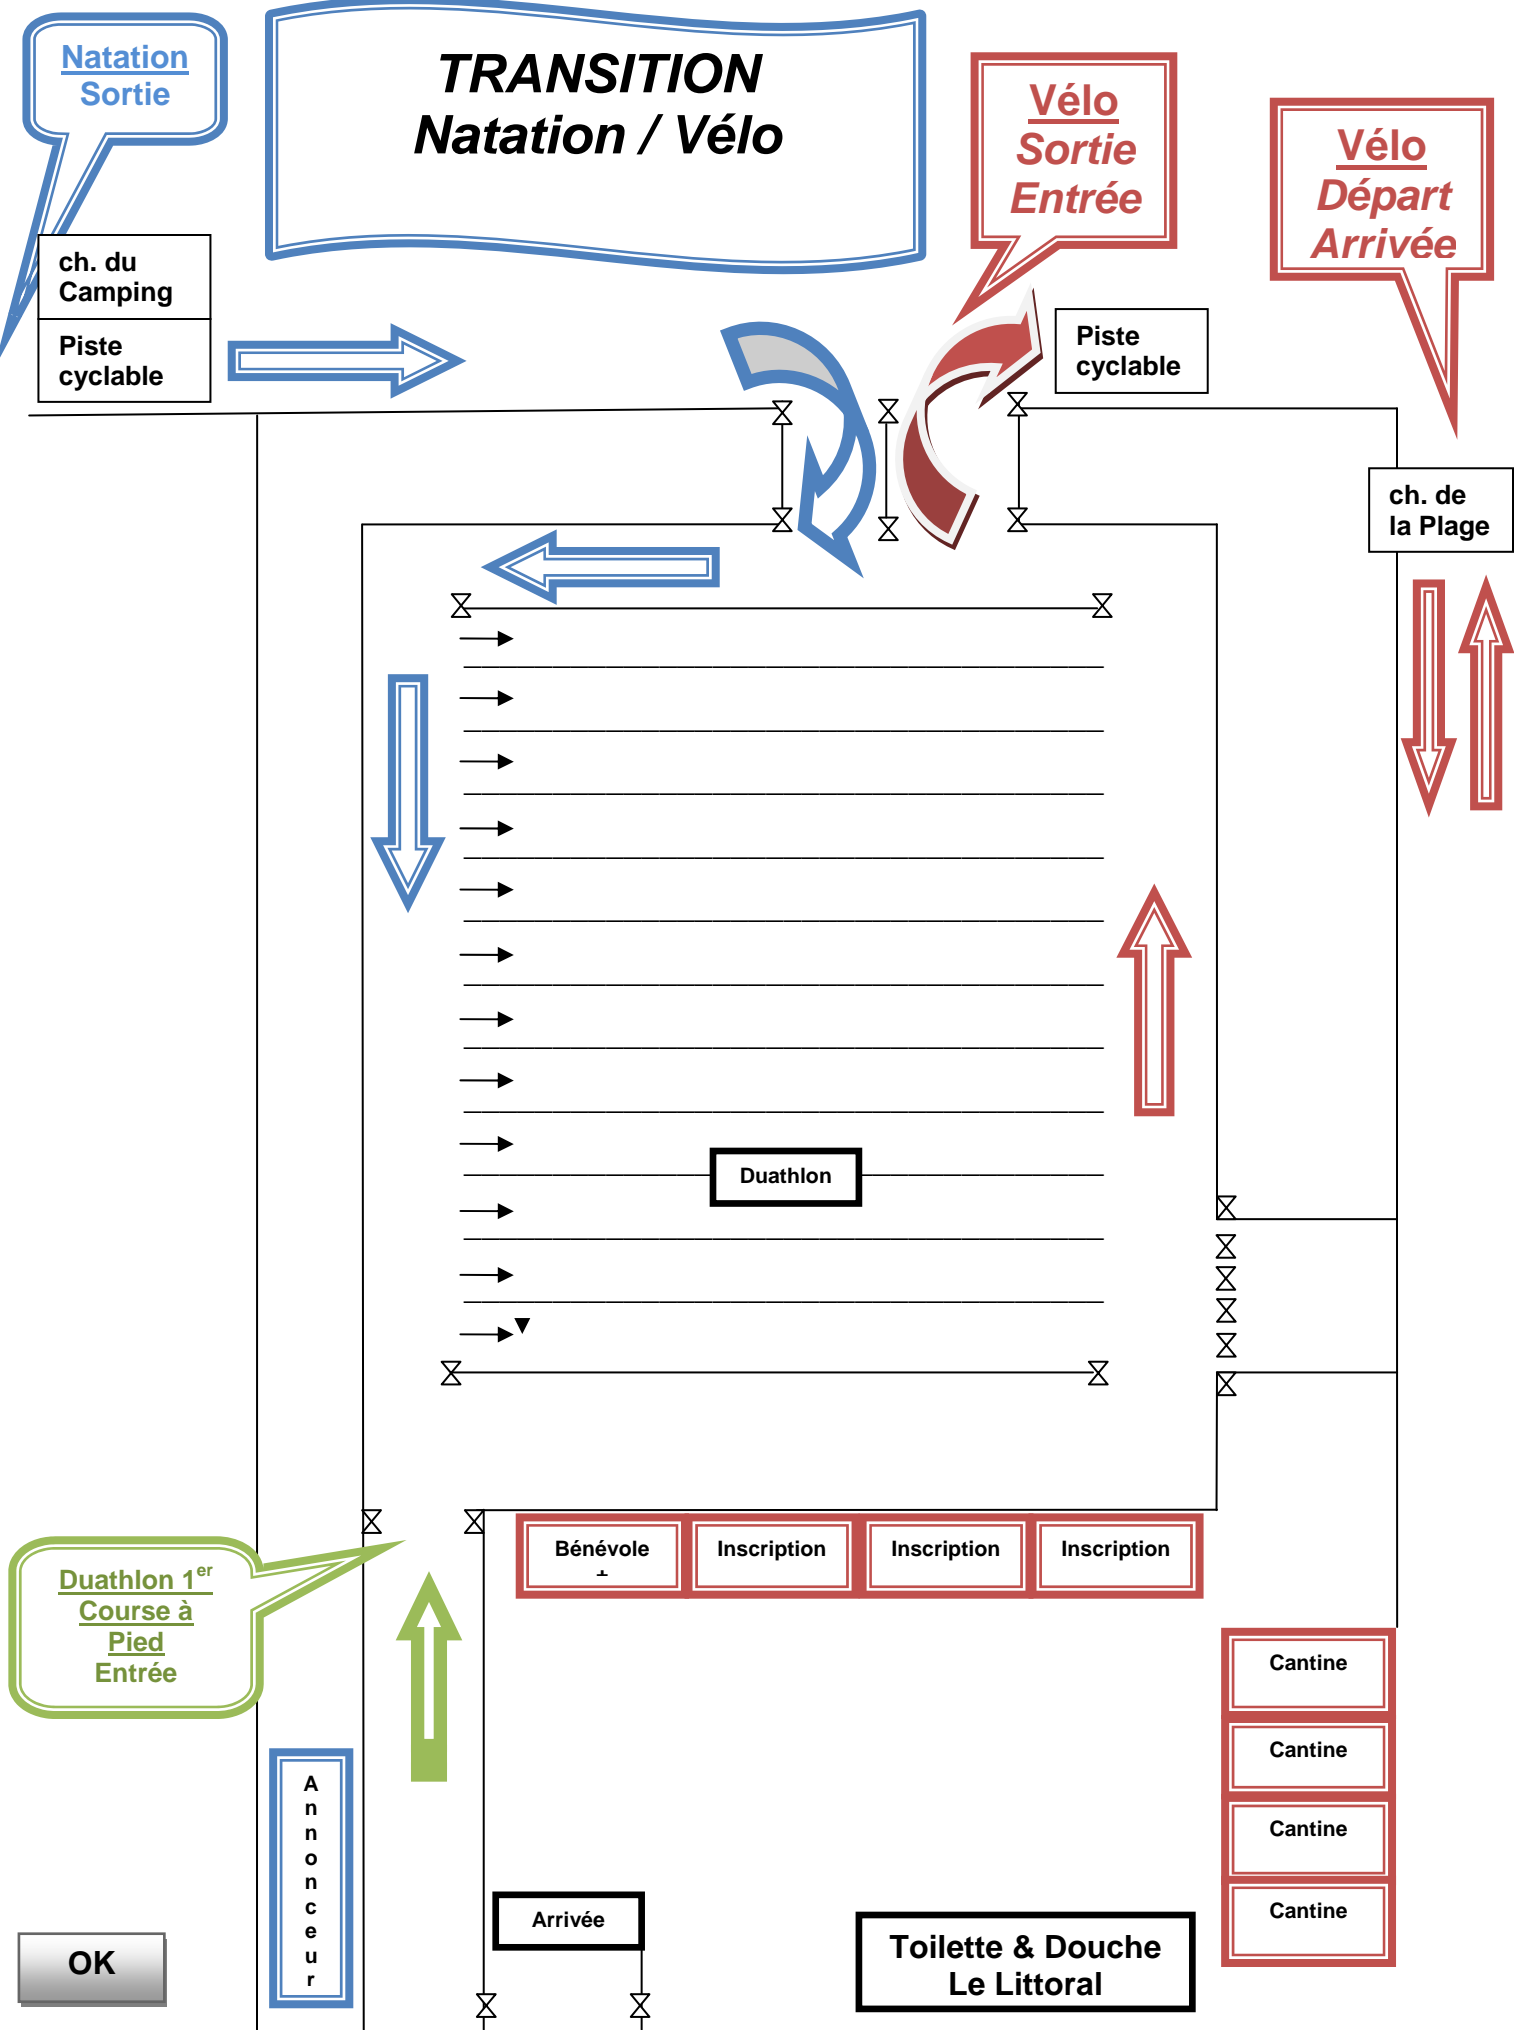 Natation
Sortie
TRANSITION
Natation / Vélo
Vélo
Sortie
Entrée
Vélo
Départ
Arrivée
ch. du
Camping
Piste
cyclable
Piste
cyclable
ch. de
la Plage
Duathlon
Bénévole
Inscription
Inscription
Inscription
Duathlon 1er
Course à
Pied
Entrée
Cantine
Cantine
Cantine
Cantine
A
n
n
o
n
c
e
u
r
Arrivée
Toilette & Douche
Le Littoral
OK